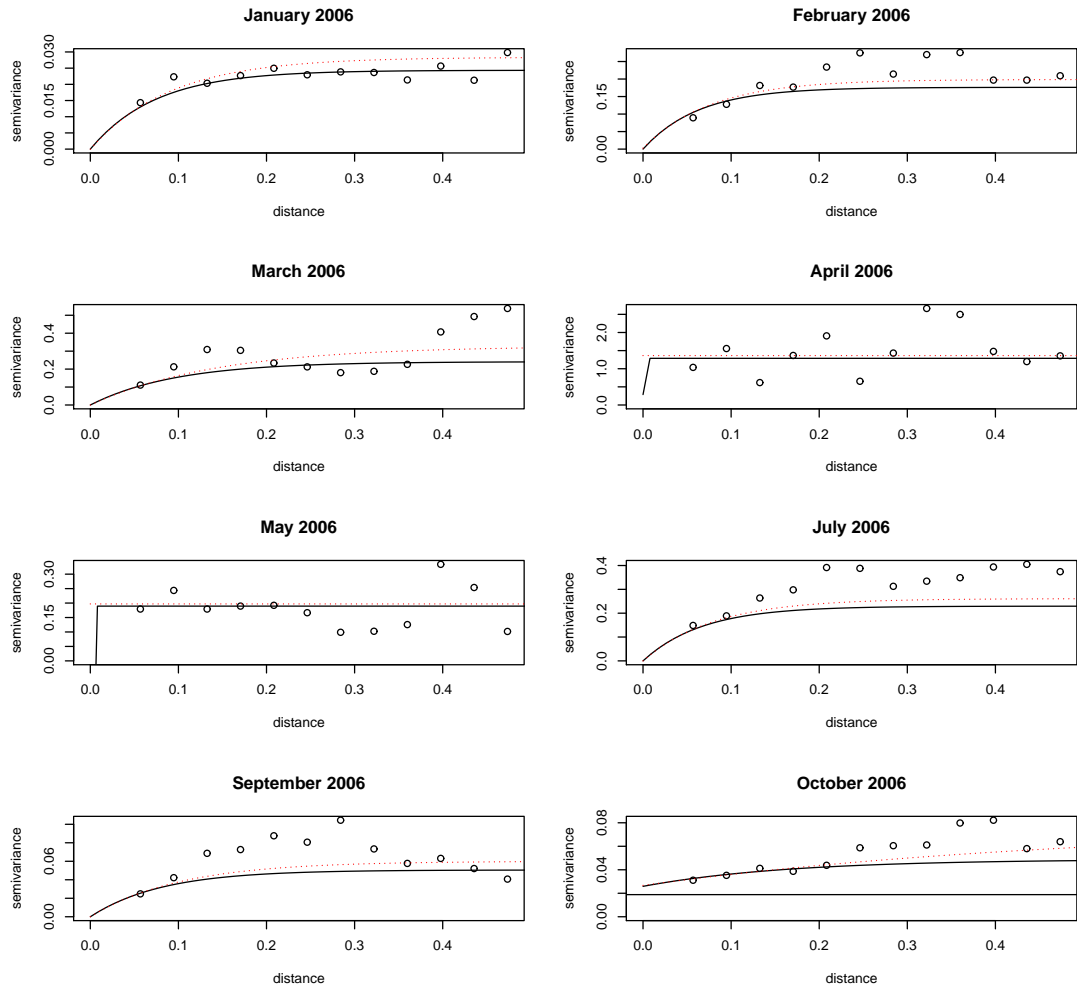 January 2006
semivariance
0.000 0.015 0.030
0.0 0.1 0.2 0.3 0.4
distance
February 2006
semivariance
0.00 0.15
0.0 0.1 0.2 0.3 0.4
distance
March 2006
semivariance
0.0 0.2 0.4
0.0 0.1 0.2 0.3 0.4
distance
April 2006
semivariance
0.0 1.0 2.0
0.0 0.1 0.2 0.3 0.4
distance
May 2006
semivariance
0.00 0.15 0.30
0.0 0.1 0.2 0.3 0.4
distance
July 2006
semivariance
0.0 0.2 0.4
0.0 0.1 0.2 0.3 0.4
distance
September 2006
semivariance
0.00 0.06
0.0 0.1 0.2 0.3 0.4
distance
October 2006
semivariance
0.00 0.04 0.08
0.0 0.1 0.2 0.3 0.4
distance